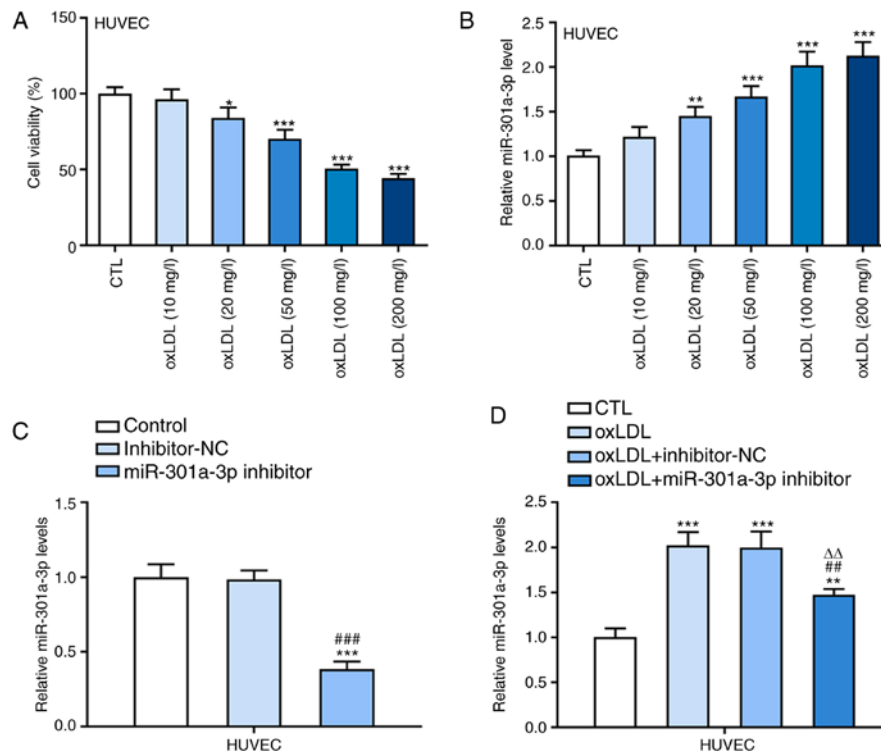 A
HUVEC
Cell viability (%)
150
100
50
0
*
***
***
***
CTL
oxLDL (10 mg/l)
oxLDL (20 mg/l)
oxLDL (50 mg/l)
oxLDL (100 mg/l)
oxLDL (200 mg/l)
B
HUVEC
Relative miR-301a-3p level
2.5
2.0
1.5
1.0
0.5
0.0
**
***
***
***
CTL
oxLDL (10 mg/l)
oxLDL (20 mg/l)
oxLDL (50 mg/l)
oxLDL (100 mg/l)
oxLDL (200 mg/l)
C
Control
Inhibitor-NC
miR-301a-3p inhibitor
Relative miR-301a-3p levels
1.5
1.0
0.5
0.0
###
***
HUVEC
D
CTL
oxLDL
oxLDL+inhibitor-NC
oxLDL+miR-301a-3p inhibitor
Relative miR-301a-3p levels
2.5
2.0
1.5
1.0
0.5
0.0
***
***
ΔΔ
##
**
HUVEC